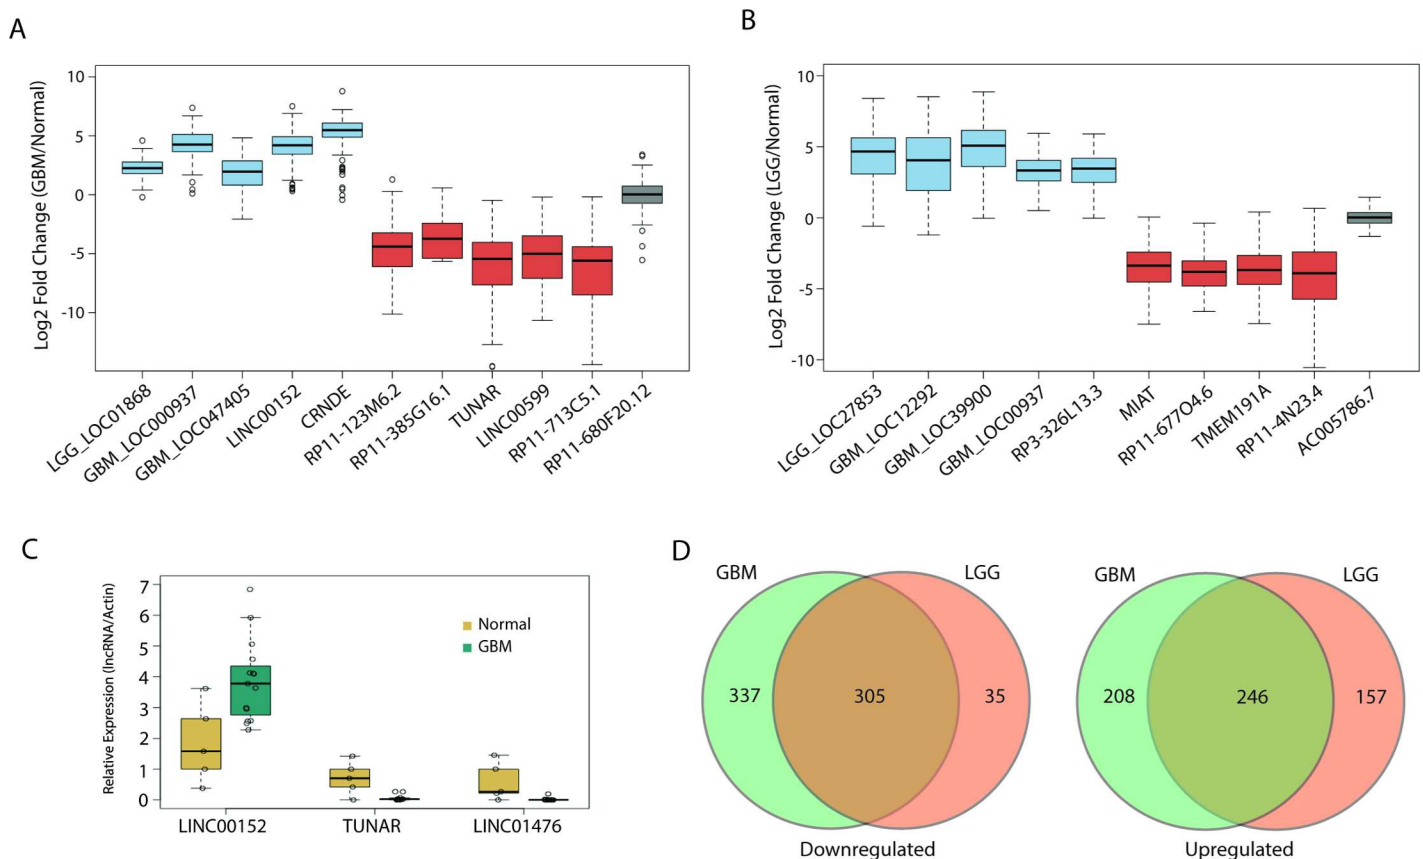 A
Log2 Fold Change (GBM/Normal)
10
5
0
-5
-10
LGG_LOC01868
GBM_LOC000937
GBM_LOC047405
LINC00152
CRNDE
RP11-123M6.2
RP11-385G16.1
TUNAR
LINC00599
RP11-713C5.1
RP11-680F20.12
B
Log2 Fold Change (LGG/Normal)
10
5
0
-5
-10
LGG_LOC27853
GBM_LOC12292
GBM_LOC39900
GBM_LOC00937
RP3-326L13.3
MIAT
RP11-677O4.6
TMEM191A
RP11-4N23.4
AC005786.7
C
Relative Expression (lncRNA/Actin)
7
6
5
4
3
2
1
0
Normal
GBM
LINC00152
TUNAR
LINC01476
D
GBM
LGG
337
305
35
Downregulated
GBM
LGG
208
246
157
Upregulated